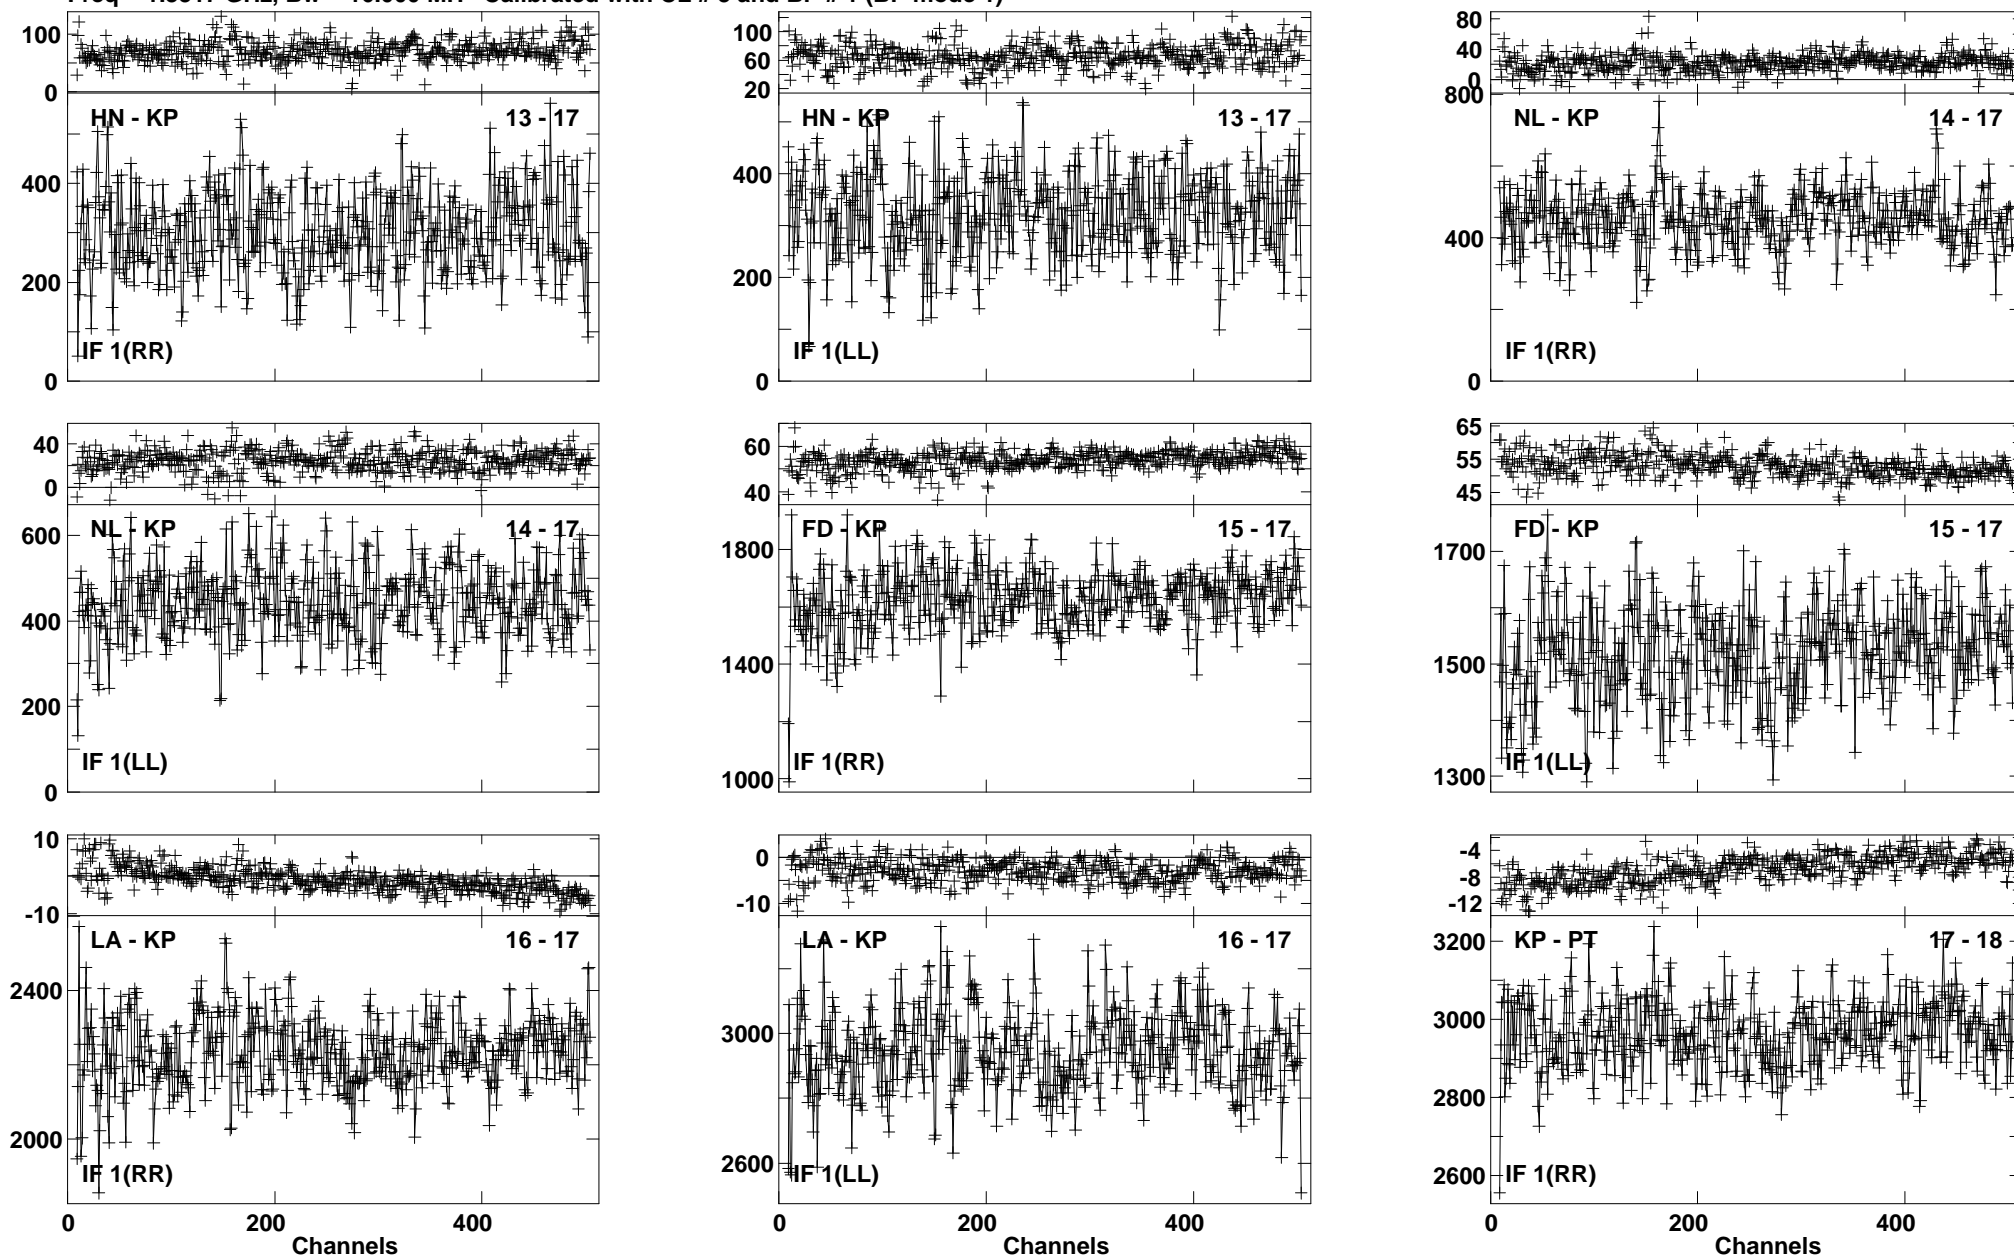 100
0
HN - KP 13 - 17
400
200
0
IF 1(RR)
100
60
20
HN - KP 13 - 17
400
200
0
IF 1(LL)
80
40
0
800
NL - KP 14 - 17
400
0
IF 1(RR)
40
0
NL - KP 14 - 17
600
400
200
0
IF 1(LL)
60
40
FD - KP 15 - 17
1800
1400
1000
IF 1(RR)
65
55
45
FD - KP 15 - 17
1700
1500
1300
IF 1(LL)
10
-10
LA - KP 16 - 17
2400
2000
IF 1(RR)
0 200 400
Channels
0
-10
LA - KP 16 - 17
3000
2600
IF 1(LL)
0 200 400
Channels
-4
-8
-12
KP - PT 17 - 18
3200
3000
2800
2600
IF 1(RR)
0 200 400
Channels